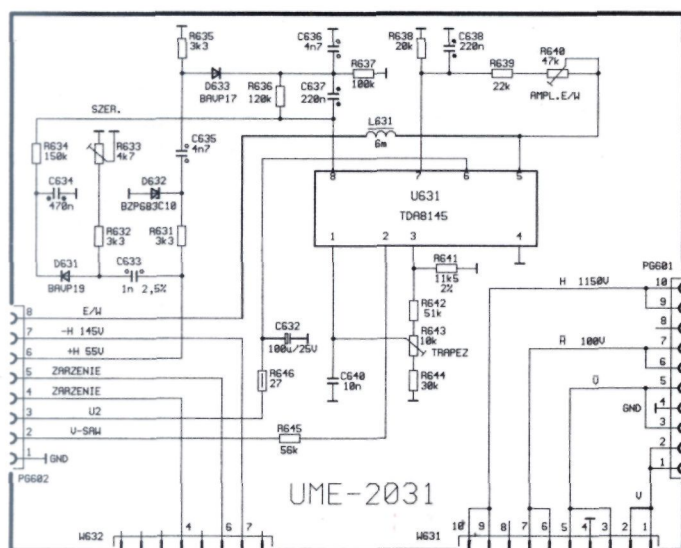 R635
3k3
C636
4n7
R638
20k
C638
220n
R640
47k
R639
22k
AMPL.E/W
D633
BAVP17
R636
120k
C637
220n
R637
100k
SZER.
R634
150k
R633
4k7
C635
4n7
L631
6m
C634
470n
D632
BZP683C10
8
7
6
5
U631
TDA8145
1
2
3
4
R632
3k3
R631
3k3
D631
BAVP19
C633
1n 2,5%
R641
11k5
2%
R642
51k
R643
10k
TRAPEZ
R644
30k
C632
100u/25V
R646
27
C640
10n
R645
56k
8 E/W
7 -H 145V
6 +H 55V
5 ZARZENIE
4 ZARZENIE
3 U2
2 V-SAW
1 GND
PG602
PG601
H 1150V
10
9
8
R 100V
7
6
5
GND
4
3
2
1
V
UME-2031
W632
4 6 7
W631
10 9 8 7 6 5 4 3 2 1